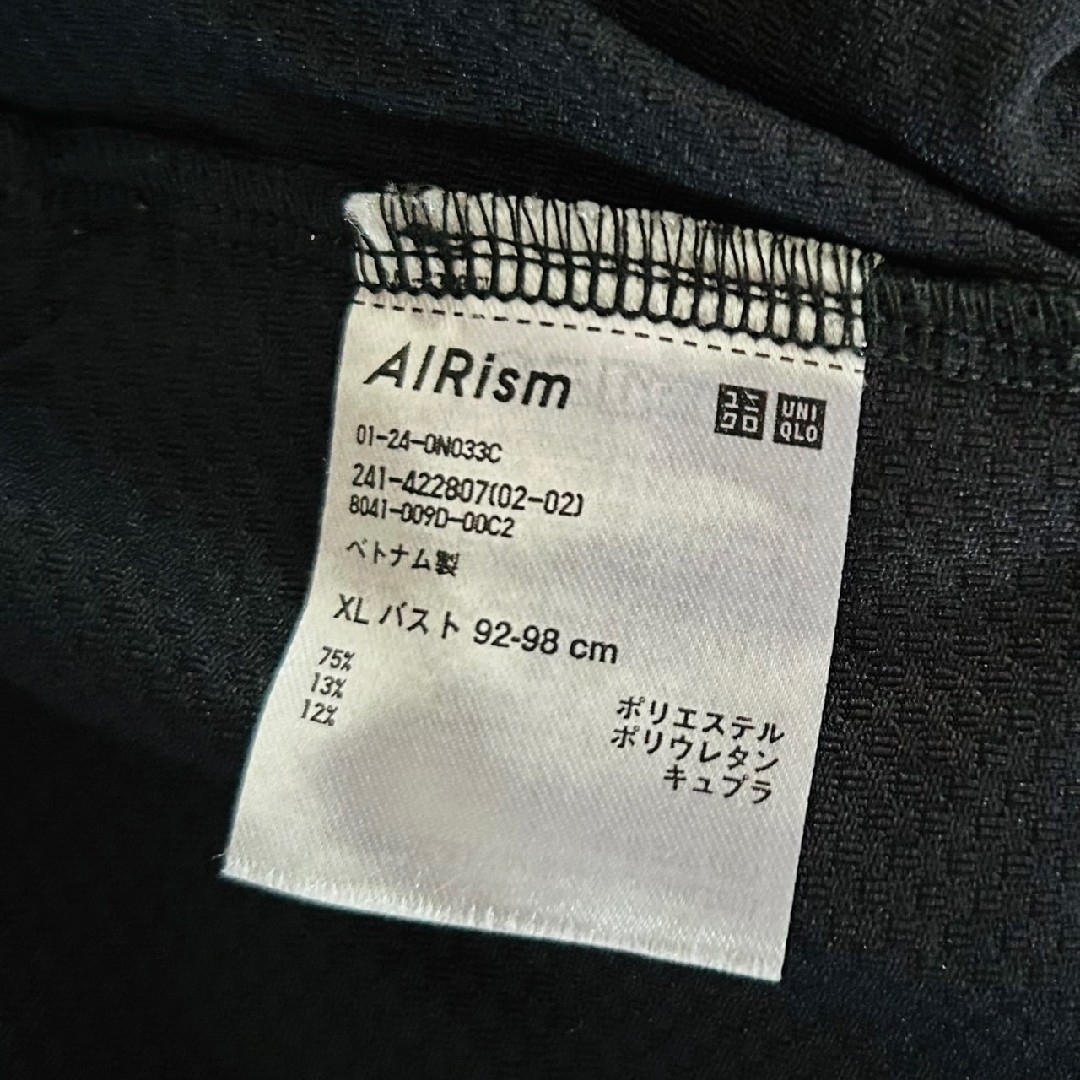 AIRism
ユニ
クロ
UNI
QLO
01-24-0N033C
241-422807(02-02)
8041-009D-00C2
ベトナム製
XL バスト 92-98 cm
75% ポリエステル
13% ポリウレタン
12% キュプラ